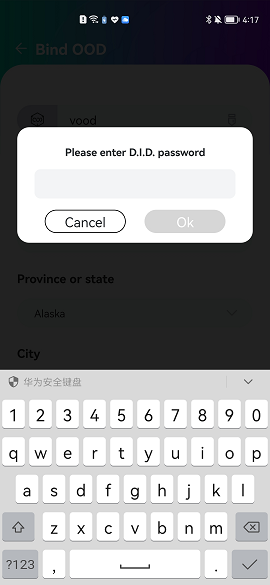 4:17
Bind OOD
vood
Please enter D.I.D. password
Cancel
Ok
Province or state
Alaska
City
华为安全键盘
1 2 3 4 5 6 7 8 9 0
q w e r t y u i o p
a s d f g h j k l
z x c v b n m
?123 , .